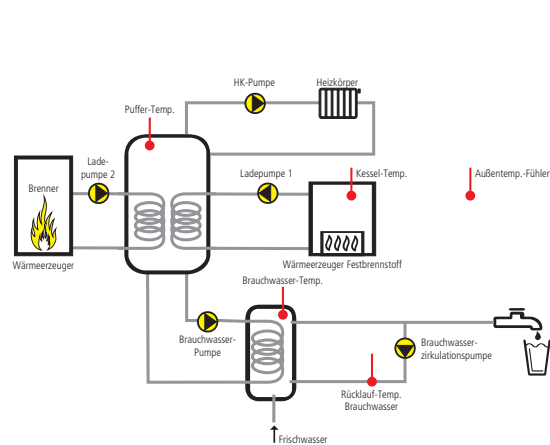 HK-Pumpe
Heizkörper
Puffer-Temp.
Lade-
pumpe 2
Ladepumpe 1
Kessel-Temp.
Außentemp.-Fühler
Brenner
Wärmeerzeuger
Wärmeerzeuger Festbrennstoff
Brauchwasser-Temp.
Brauchwasser-
Pumpe
Brauchwasser-
zirkulationspumpe
Rücklauf-Temp.
Brauchwasser
Frischwasser